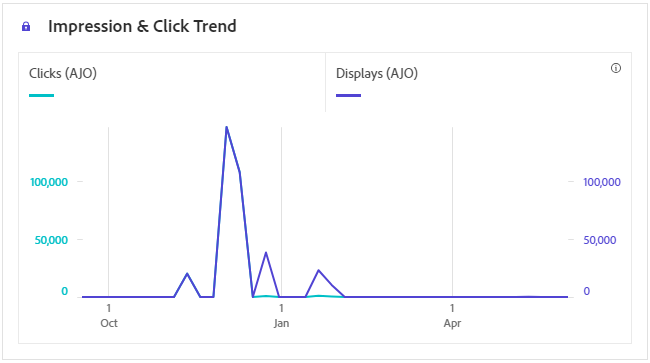 Impression & Click Trend
Clicks (AJO)
Displays (AJO)
100,000
100,000
50,000
50,000
0
0
1
1
1
Oct
Jan
Apr